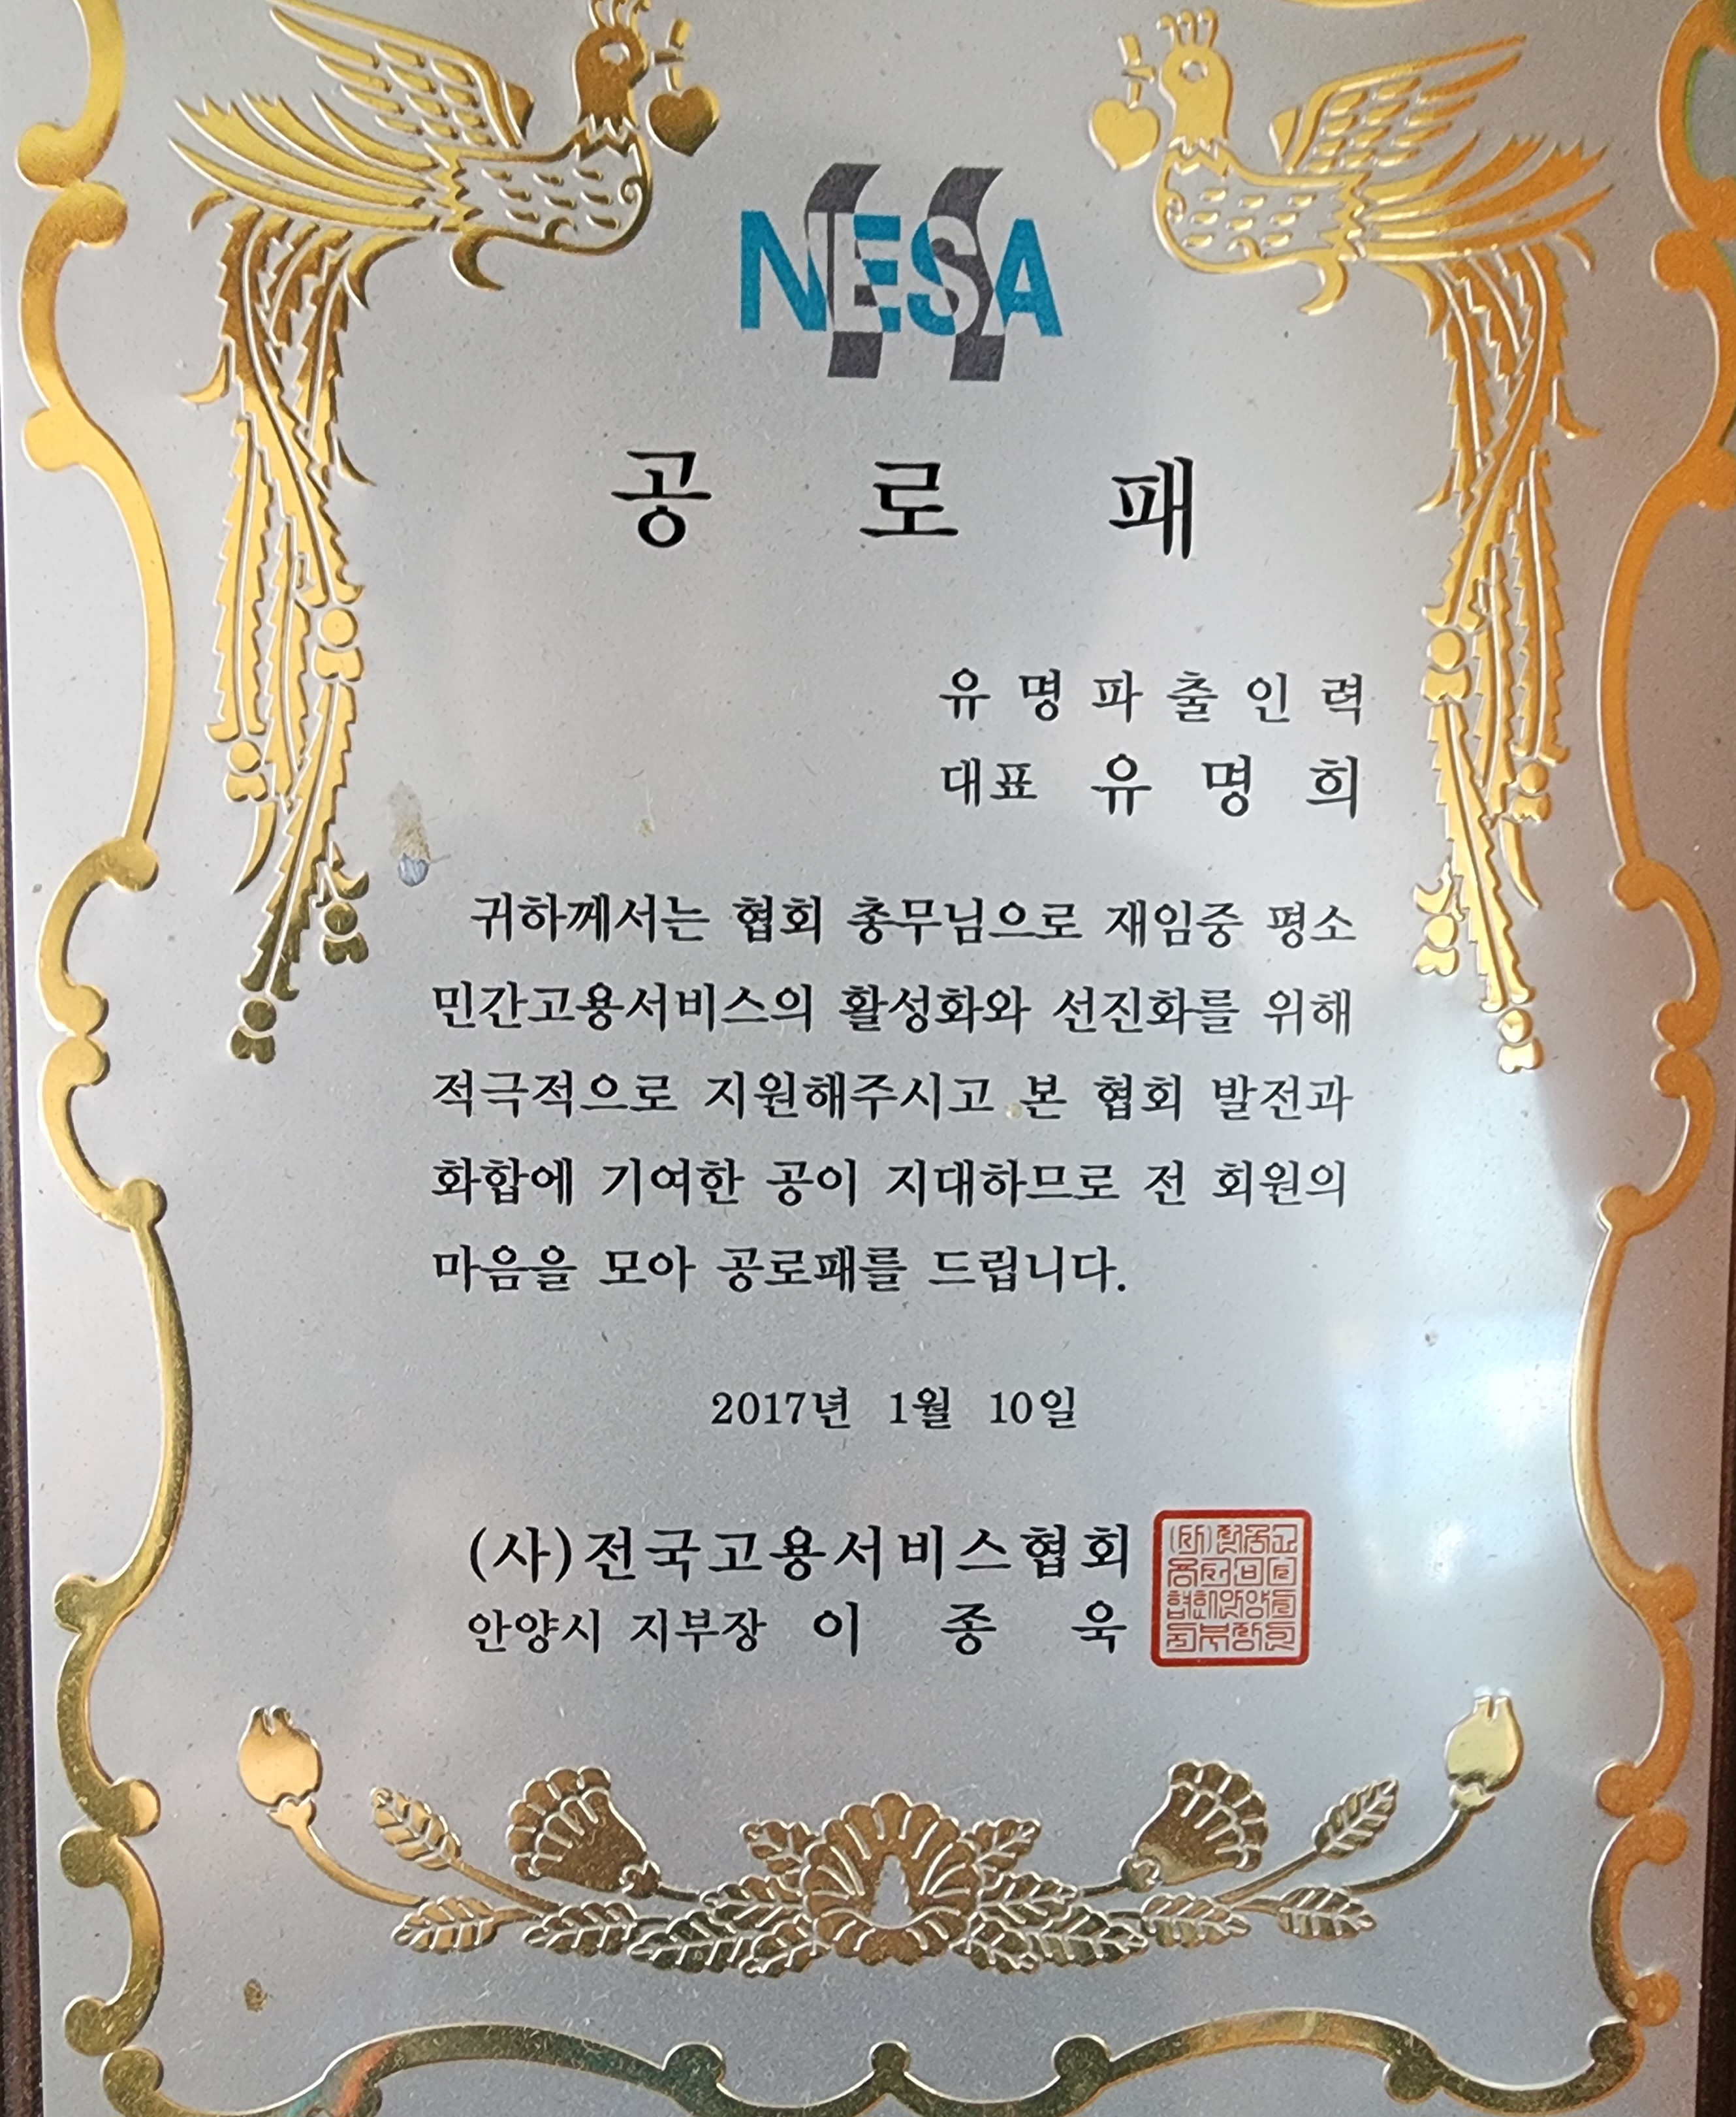 NESA
공 로 패
유 명 파 출 인 력
대표 유 명 희
귀하께서는 협회 총무님으로 재임중 평소
민간고용서비스의 활성화와 선진화를 위해
적극적으로 지원해주시고 본 협회 발전과
화합에 기여한 공이 지대하므로 전 회원의
마음을 모아 공로패를 드립니다.
2017년 1월 10일
(사)전국고용서비스협회
안양시 지부장 이 종 욱